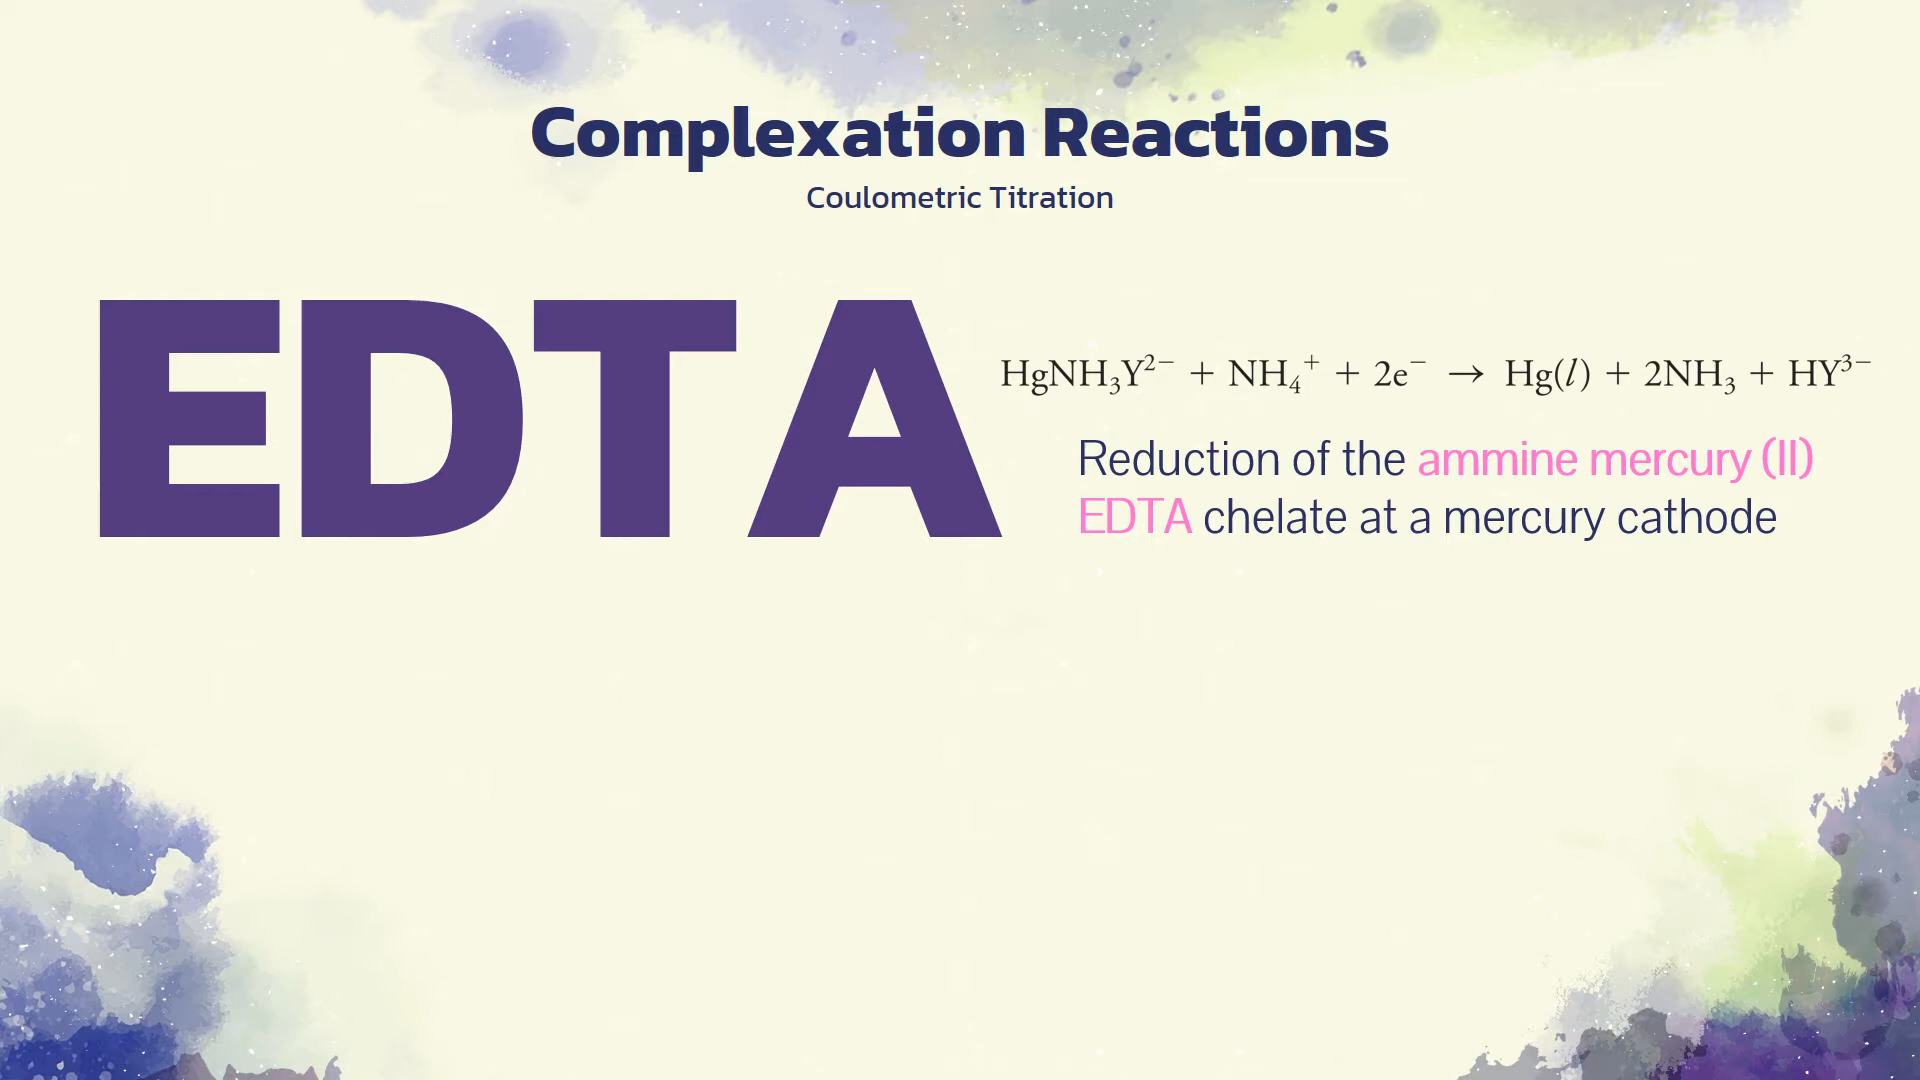 Complexation Reactions
Coulometric Titration
EDTA
HgNH₃Y²⁻ + NH₄⁺ + 2e⁻ → Hg(l) + 2NH₃ + HY³⁻
Reduction of the ammine mercury (II)
EDTA chelate at a mercury cathode